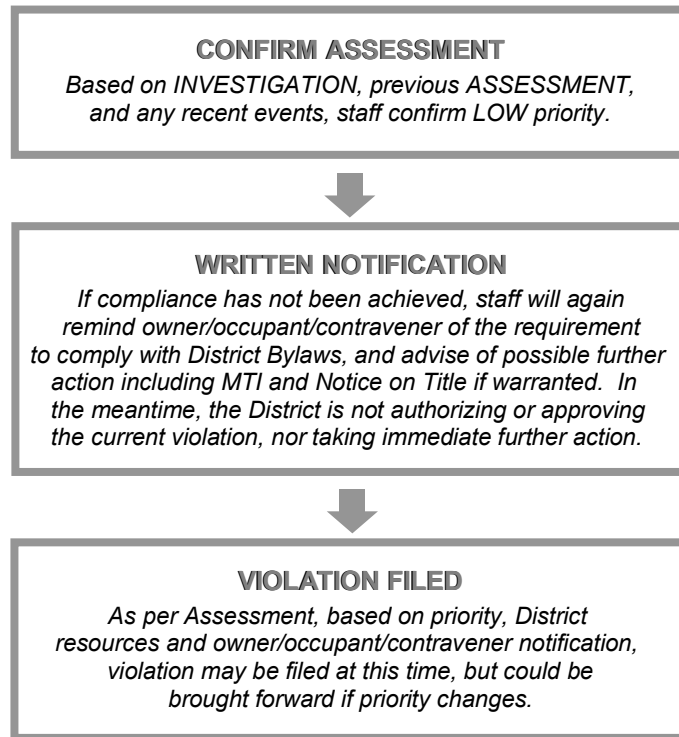 CONFIRM ASSESSMENT
Based on INVESTIGATION, previous ASSESSMENT,
and any recent events, staff confirm LOW priority.
WRITTEN NOTIFICATION
If compliance has not been achieved, staff will again
remind owner/occupant/contravener of the requirement
to comply with District Bylaws, and advise of possible further
action including MTI and Notice on Title if warranted.  In
the meantime, the District is not authorizing or approving
the current violation, nor taking immediate further action.
VIOLATION FILED
As per Assessment, based on priority, District
resources and owner/occupant/contravener notification,
violation may be filed at this time, but could be
brought forward if priority changes.